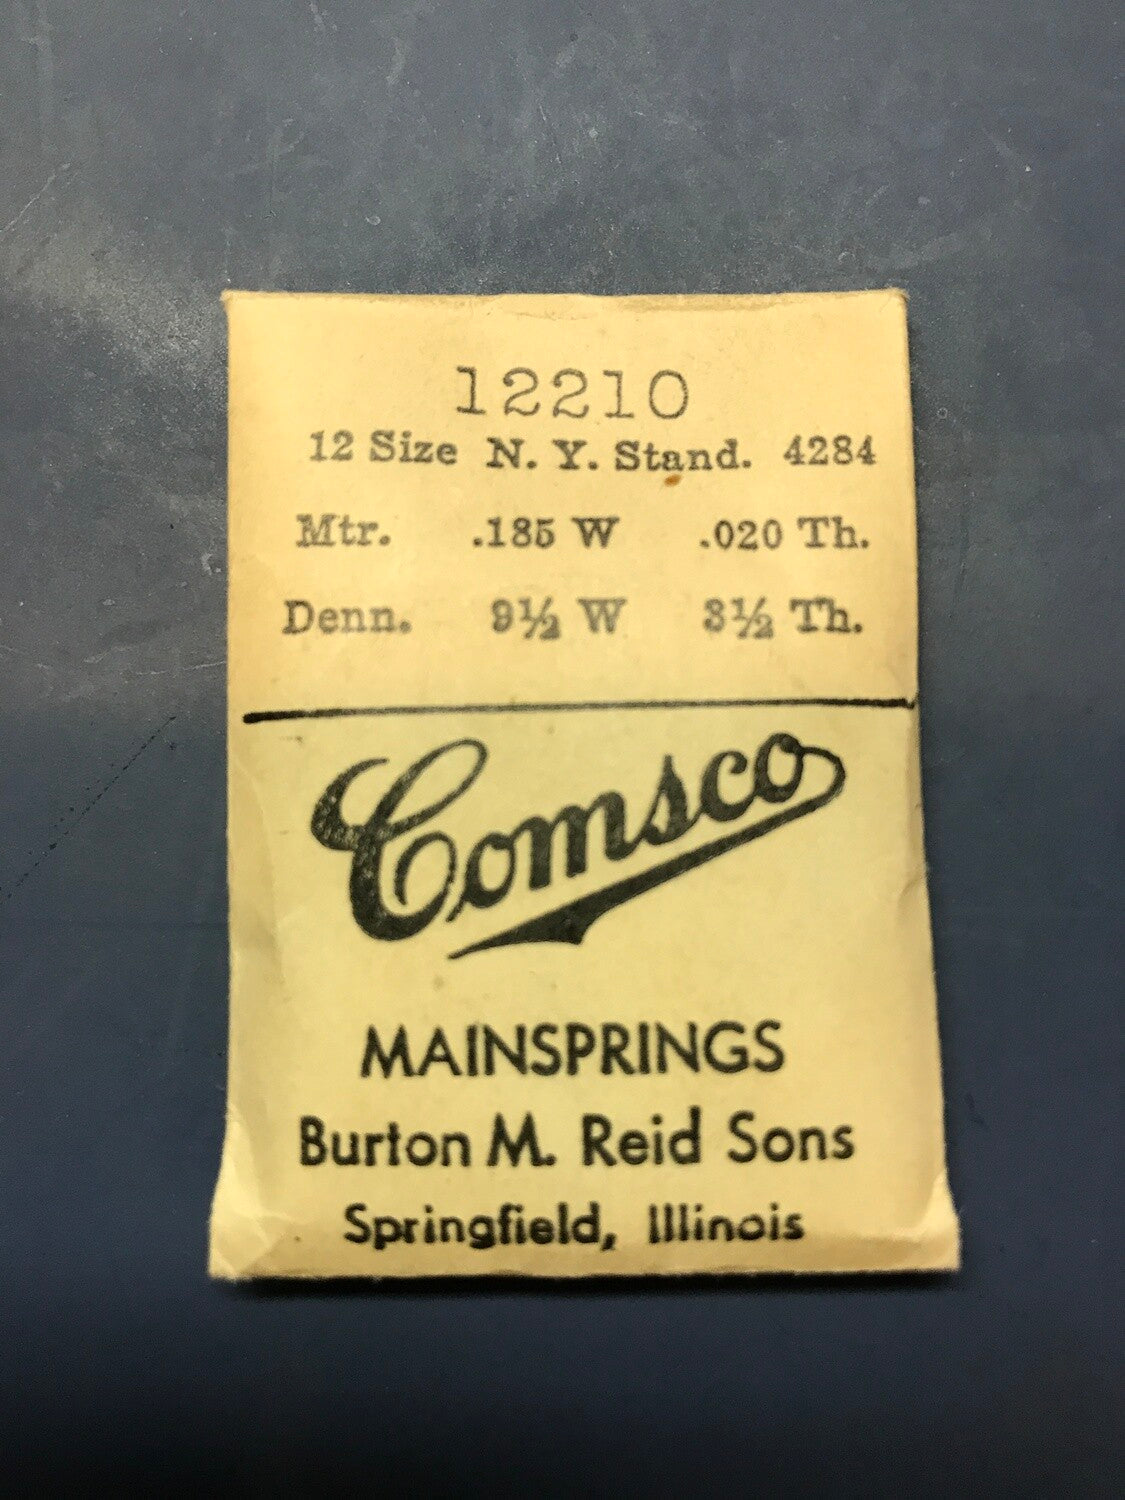 12210
12 Size N. Y. Stand. 4284
Mtr. .185 W .020 Th.
Denn. 9½ W 3½ Th.
Comsco
MAINSPRINGS
Burton M. Reid Sons
Springfield, Illinois